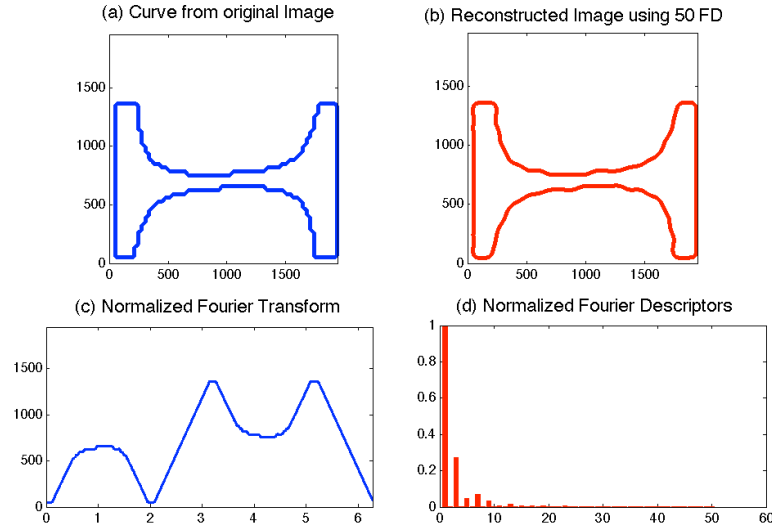 (a) Curve from original Image
1500
1000
500
0
0 500 1000 1500
(b) Reconstructed Image using 50 FD
1500
1000
500
0
0 500 1000 1500
(c) Normalized Fourier Transform
1500
1000
500
0
0 1 2 3 4 5 6
(d) Normalized Fourier Descriptors
1
0.8
0.6
0.4
0.2
0
0 10 20 30 40 50 60